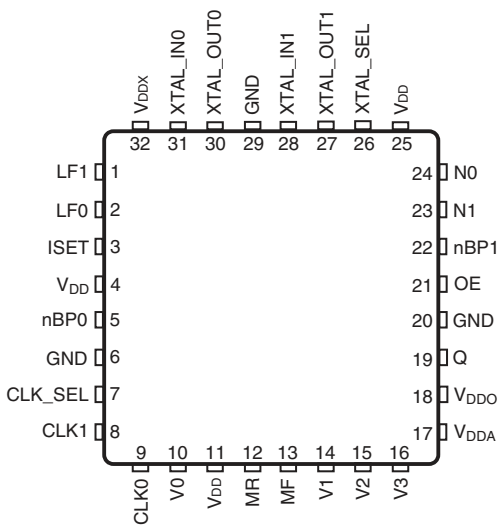 VDDX
XTAL_IN0
XTAL_OUT0
GND
XTAL_IN1
XTAL_OUT1
XTAL_SEL
VDD
32 31 30 29 28 27 26 25
LF1 1
LF0 2
ISET 3
VDD 4
nBP0 5
GND 6
CLK_SEL 7
CLK1 8
24 N0
23 N1
22 nBP1
21 OE
20 GND
19 Q
18 VDDO
17 VDDA
9 10 11 12 13 14 15 16
CLK0
V0
VDD
MR
MF
V1
V2
V3